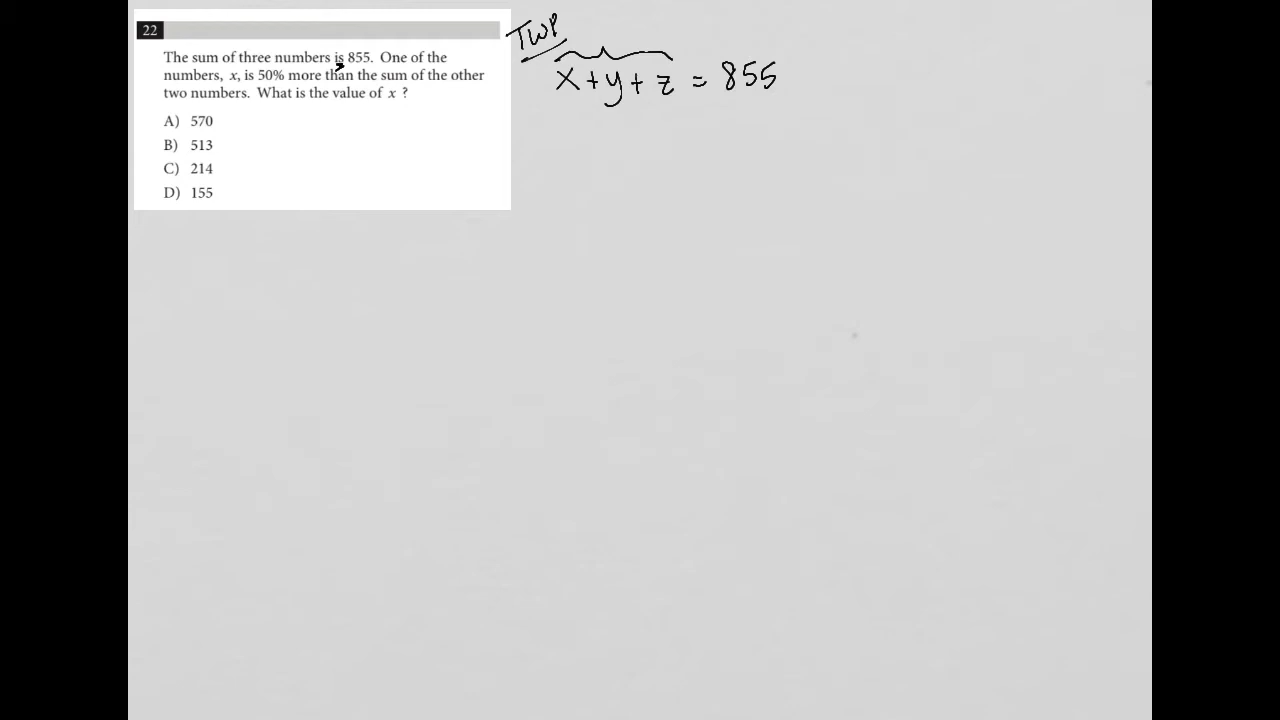 22
The sum of three numbers is 855. One of the
numbers, x, is 50% more than the sum of the other
two numbers. What is the value of x ?
A) 570
B) 513
C) 214
D) 155
TWP
x+y+z = 855